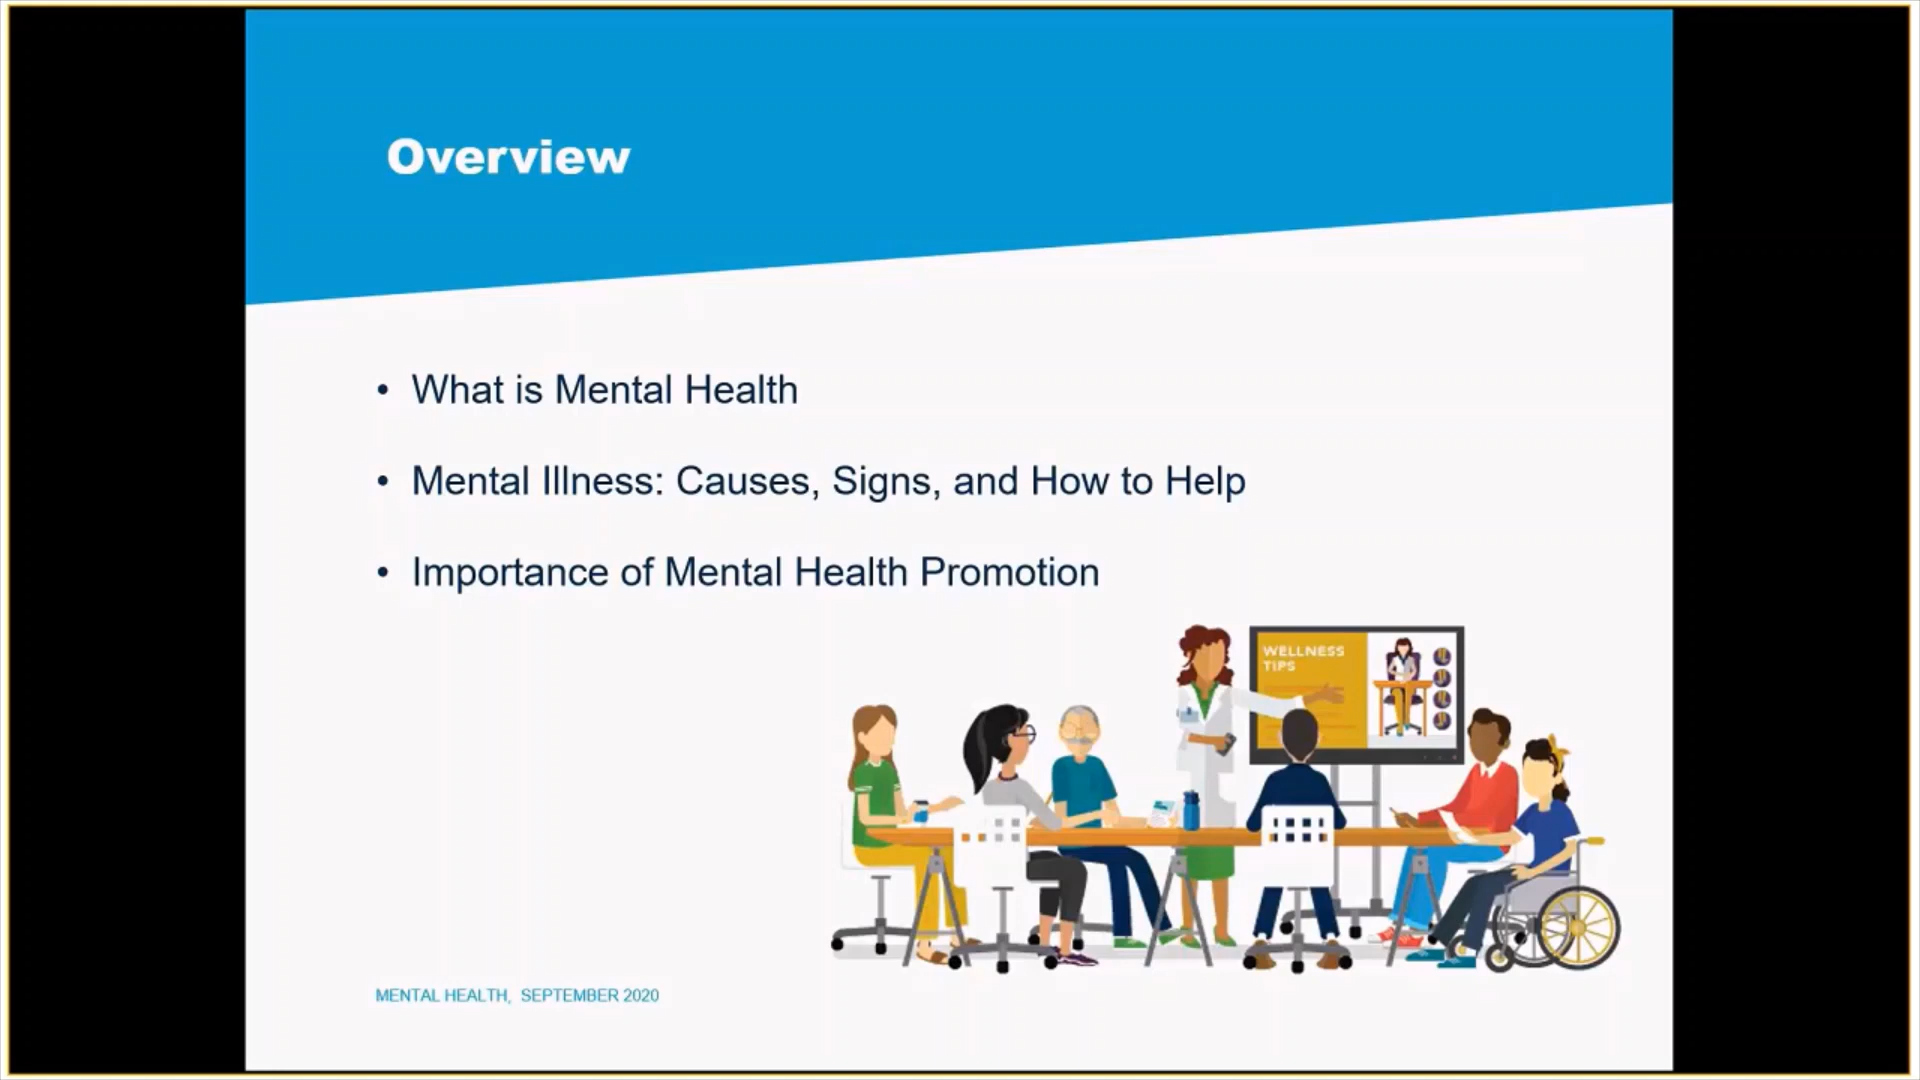 Overview
• What is Mental Health
• Mental Illness: Causes, Signs, and How to Help
• Importance of Mental Health Promotion
WELLNESS
TIPS
MENTAL HEALTH, SEPTEMBER 2020